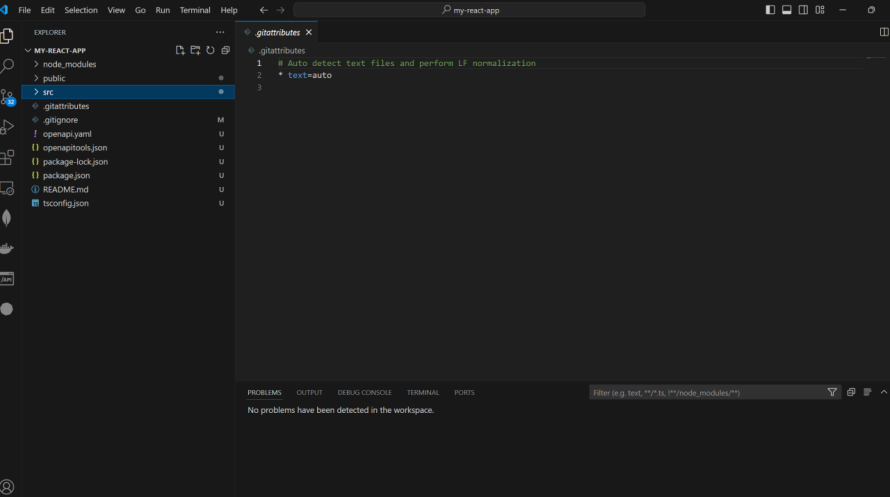 File Edit Selection View Go Run Terminal Help
my-react-app
EXPLORER
.gitattributes
MY-REACT-APP
.gitattributes
node_modules
public
src
.gitattributes
.gitignore M
openapi.yaml U
openapitools.json U
package-lock.json U
package.json U
README.md U
tsconfig.json U
32
1 # Auto detect text files and perform LF normalization
2 * text=auto
3
PROBLEMS OUTPUT DEBUG CONSOLE TERMINAL PORTS
Filter (e.g. text, **/*.ts, !**/node_modules/**)
No problems have been detected in the workspace.